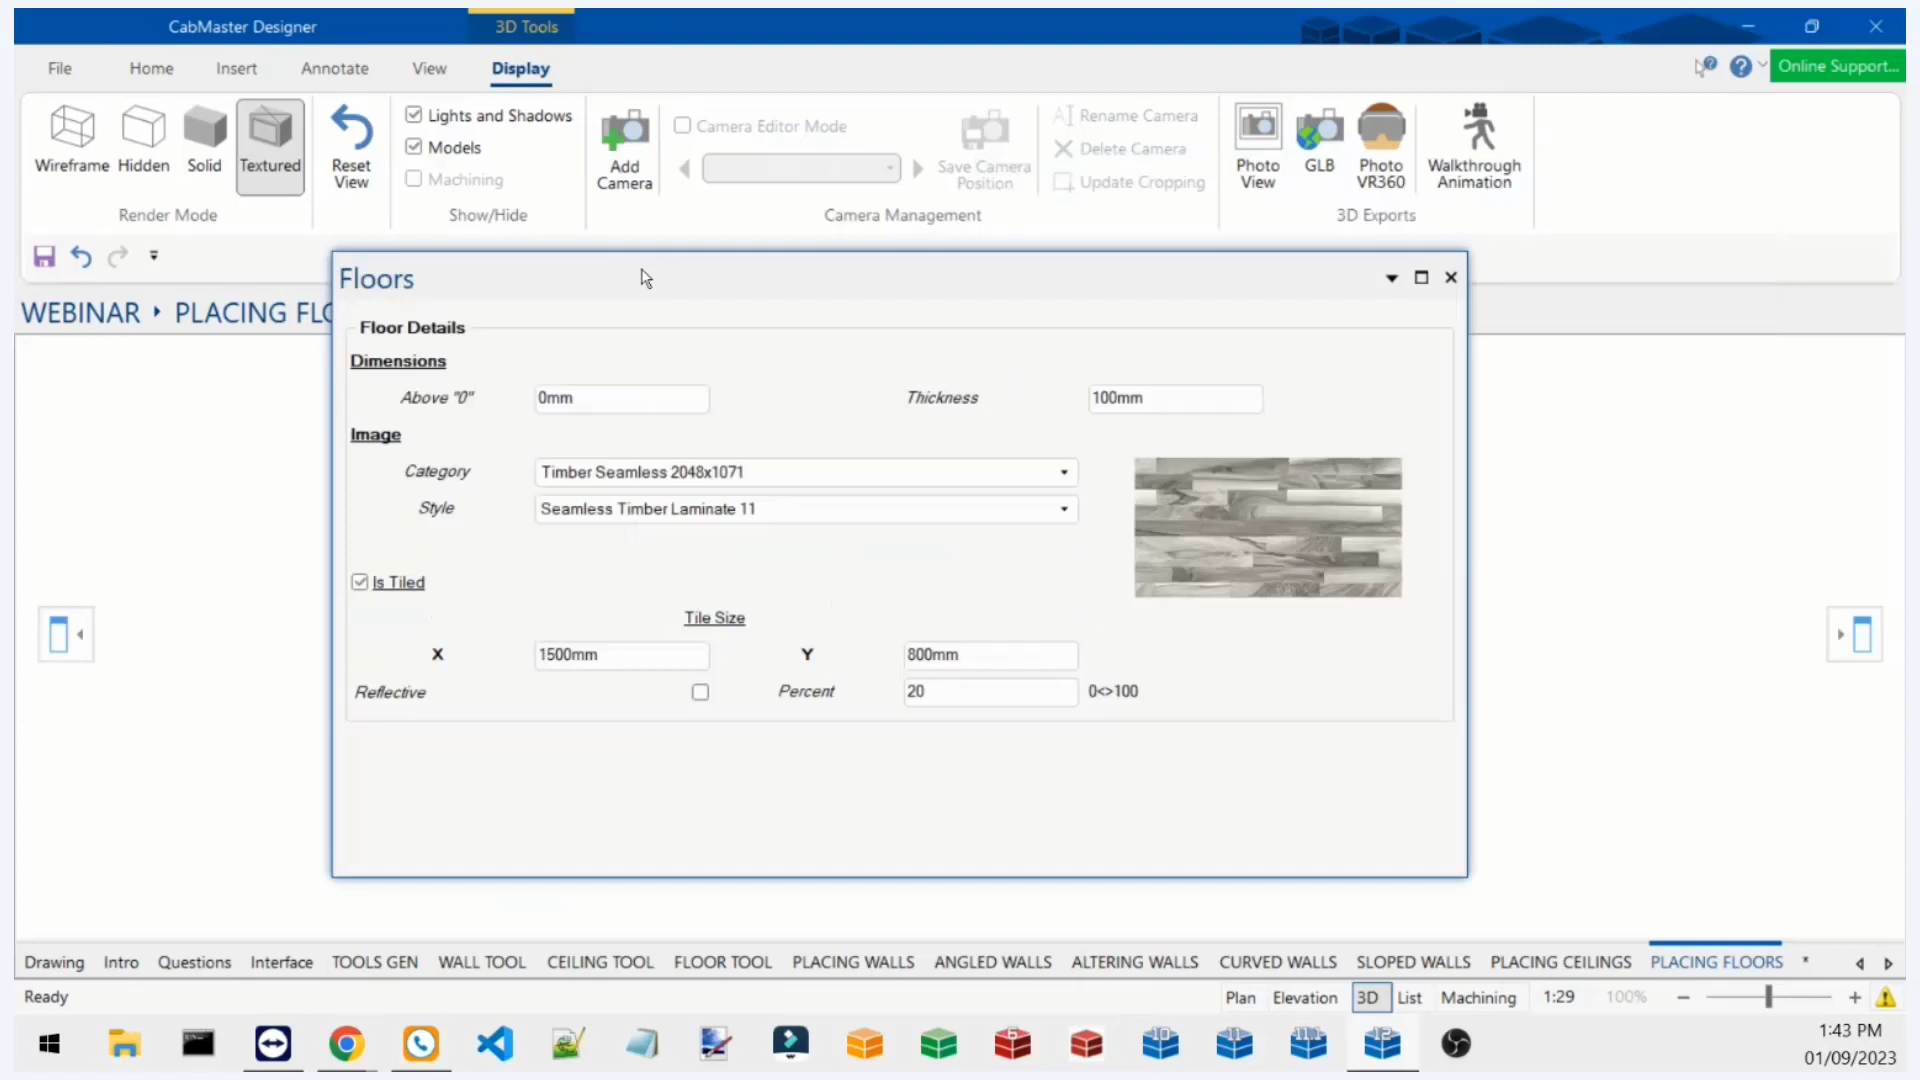 CabMaster Designer
3D Tools
File Home Insert Annotate View Display
Online Support...
Wireframe Hidden Solid Textured
Render Mode
Reset View
Lights and Shadows
Models
Machining
Show/Hide
Add Camera
Camera Editor Mode
Save Camera Position
Rename Camera
Delete Camera
Update Cropping
Camera Management
Photo View
GLB
Photo VR360
Walkthrough Animation
3D Exports
WEBINAR PLACING FLO
Floors
Floor Details
Dimensions
Above "0" 0mm Thickness 100mm
Image
Category Timber Seamless 2048x1071
Style Seamless Timber Laminate 11
Is Tiled
Tile Size
X 1500mm Y 800mm
Reflective Percent 20 0<>100
Drawing Intro Questions Interface TOOLS GEN WALL TOOL CEILING TOOL FLOOR TOOL PLACING WALLS ANGLED WALLS ALTERING WALLS CURVED WALLS SLOPED WALLS PLACING CEILINGS PLACING FLOORS *
Ready Plan Elevation 3D List Machining 1:29 100%
1:43 PM
01/09/2023